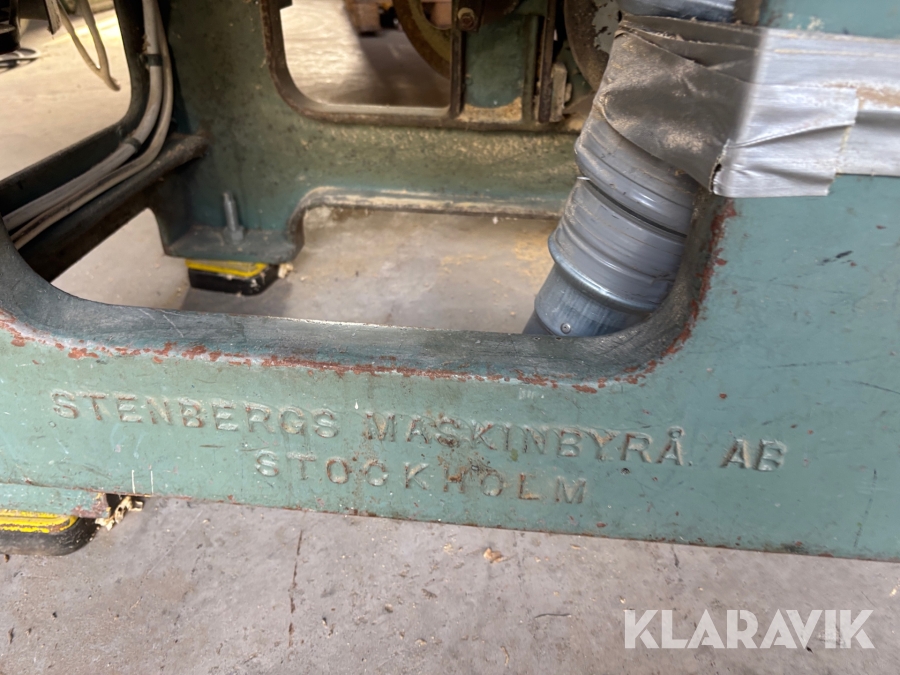 STENBERGS MASKINBYRÅ. AB
STOCKHOLM
KLARAVIK